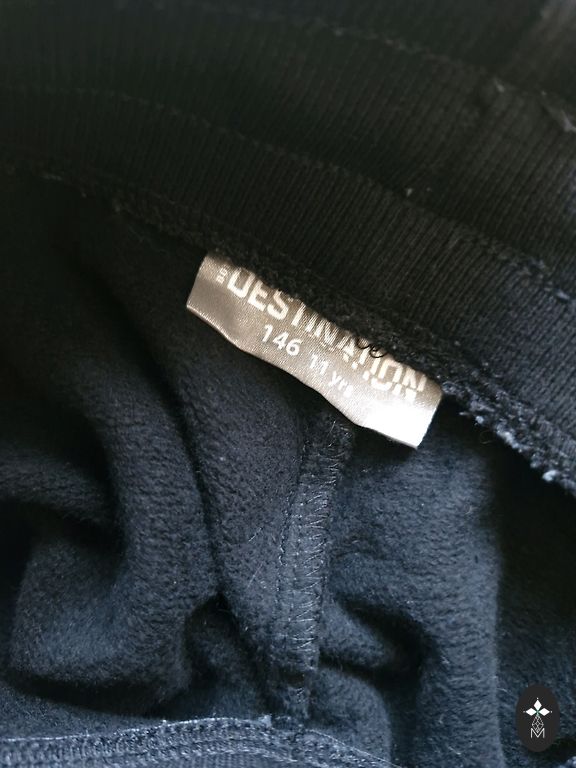 DESTINATION
146 11 yr
M